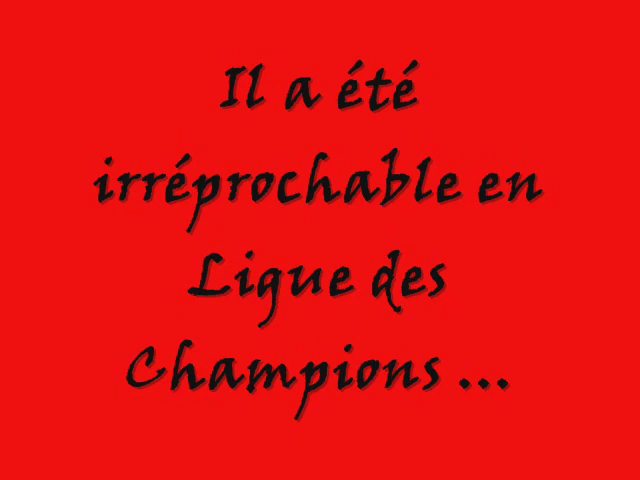 Il a été
irréprochable en
Ligue des
Champions ...